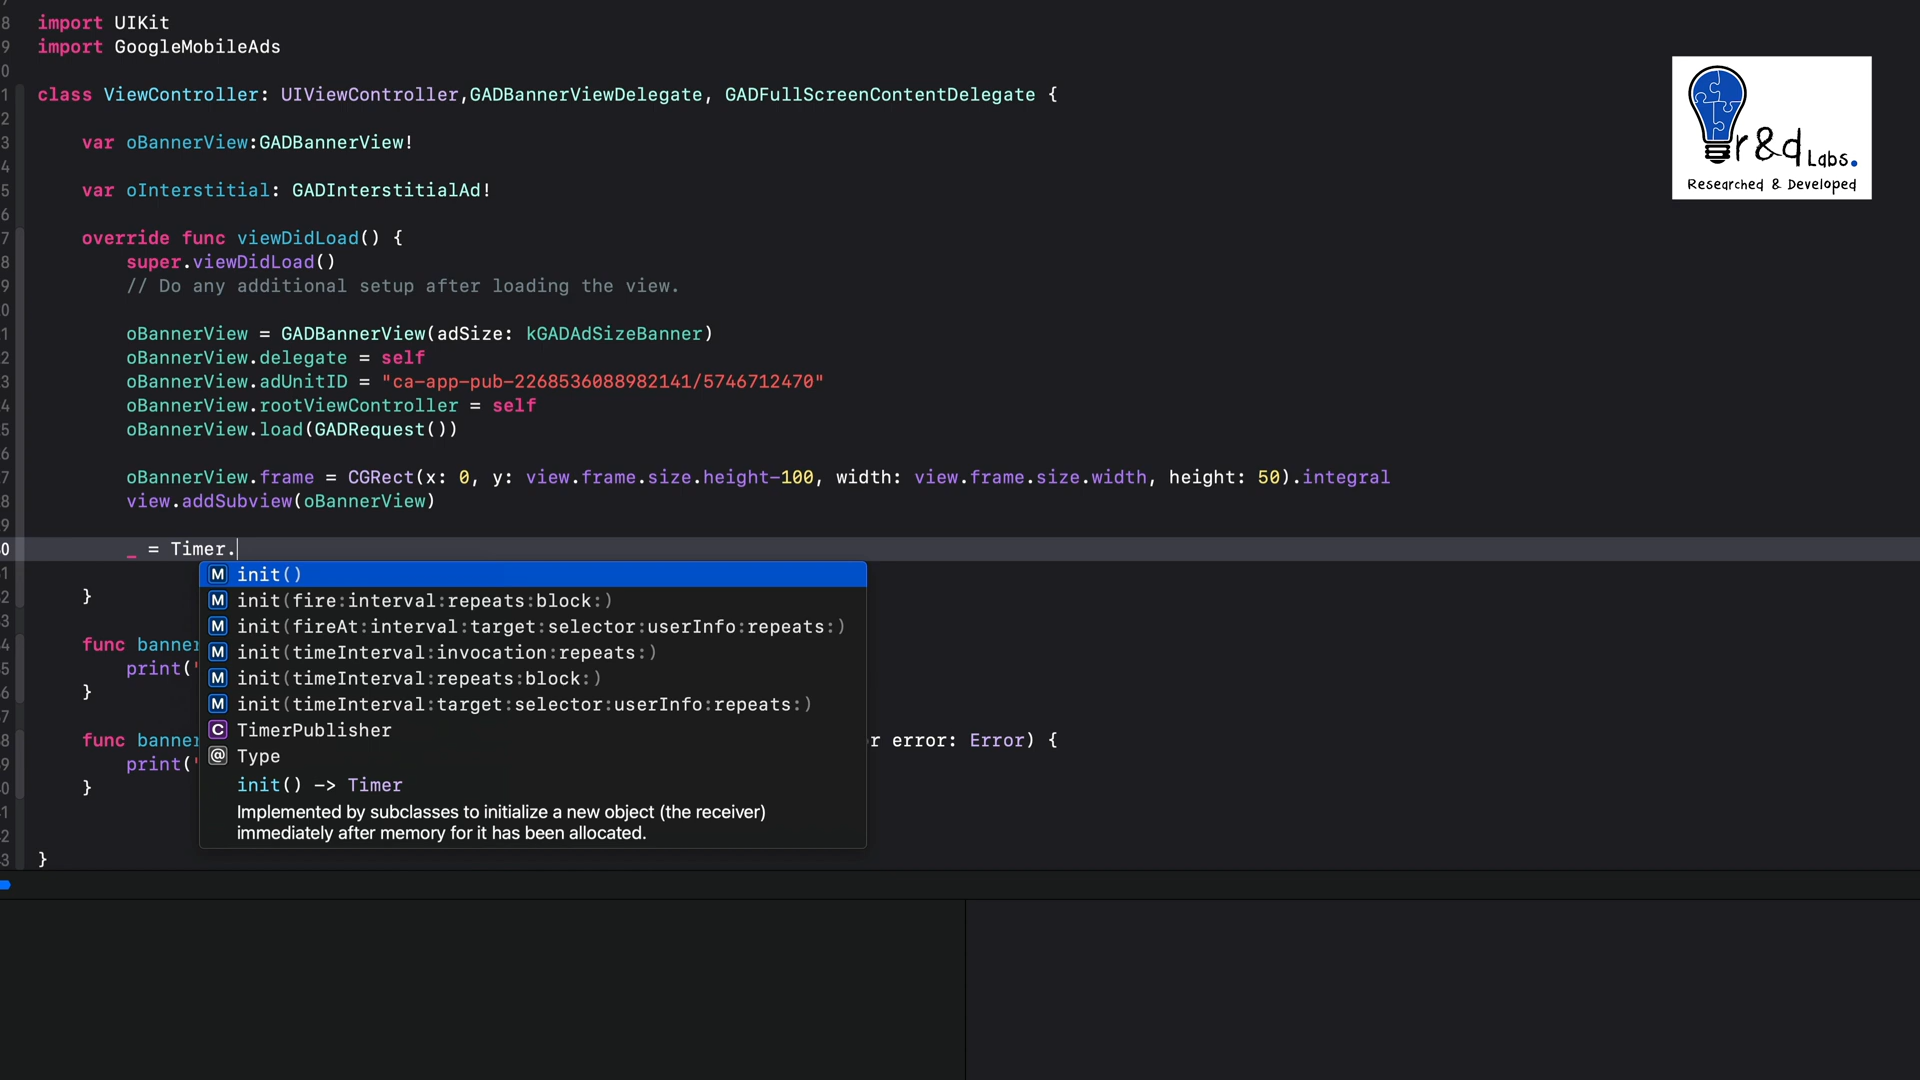 8 import UIKit
9 import GoogleMobileAds
0
1 class ViewController: UIViewController,GADBannerViewDelegate, GADFullScreenContentDelegate {
2
3 var oBannerView:GADBannerView!
4
5 var oInterstitial: GADInterstitialAd!
6
7 override func viewDidLoad() {
8 super.viewDidLoad()
9 // Do any additional setup after loading the view.
0
1 oBannerView = GADBannerView(adSize: kGADAdSizeBanner)
2 oBannerView.delegate = self
3 oBannerView.adUnitID = "ca-app-pub-2268536088982141/5746712470"
4 oBannerView.rootViewController = self
5 oBannerView.load(GADRequest())
6
7 oBannerView.frame = CGRect(x: 0, y: view.frame.size.height-100, width: view.frame.size.width, height: 50).integral
8 view.addSubview(oBannerView)
9
0 _ = Timer.
1
2 }
3
4 func banner
5 print('
6 }
7
8 func banner r error: Error) {
9 print('
0 }
1
2
3 }
init()
M init(fire:interval:repeats:block:)
M init(fireAt:interval:target:selector:userInfo:repeats:)
M init(timeInterval:invocation:repeats:)
M init(timeInterval:repeats:block:)
M init(timeInterval:target:selector:userInfo:repeats:)
C TimerPublisher
@ Type
init() -> Timer
Implemented by subclasses to initialize a new object (the receiver)
immediately after memory for it has been allocated.
r&d Labs.
Researched & Developed